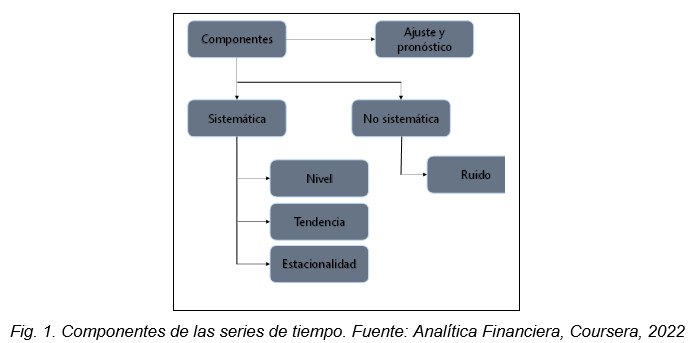 Componentes
Ajuste y
pronóstico
Sistemática
No sistemática
Nivel
Ruido
Tendencia
Estacionalidad
Fig. 1. Componentes de las series de tiempo. Fuente: Analítica Financiera, Coursera, 2022